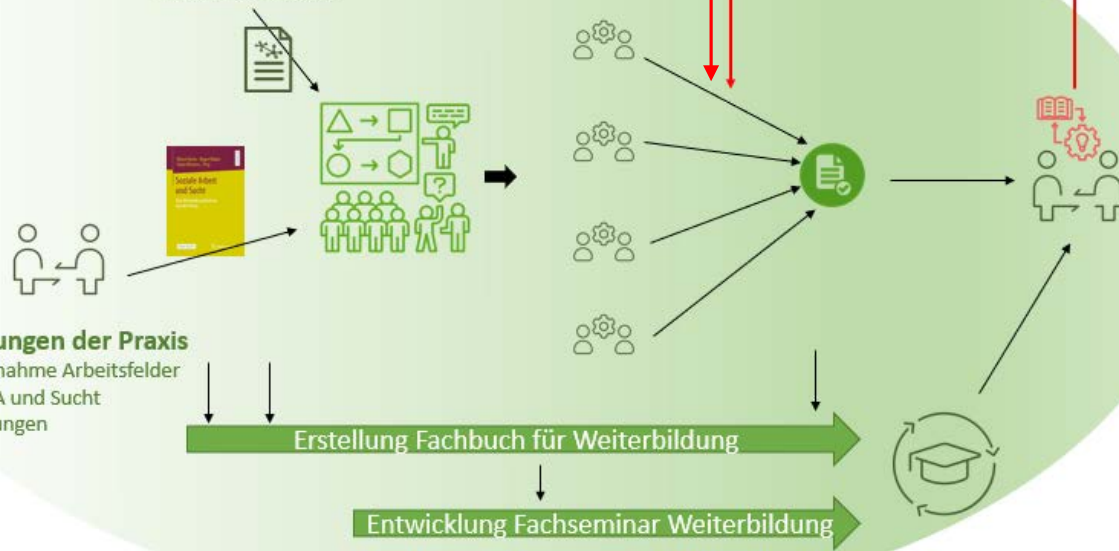 Soziale Arbeit
und Sucht
?
ungen der Praxis
nahme Arbeitsfelder
A und Sucht
ungen
Erstellung Fachbuch für Weiterbildung
Entwicklung Fachseminar Weiterbildung